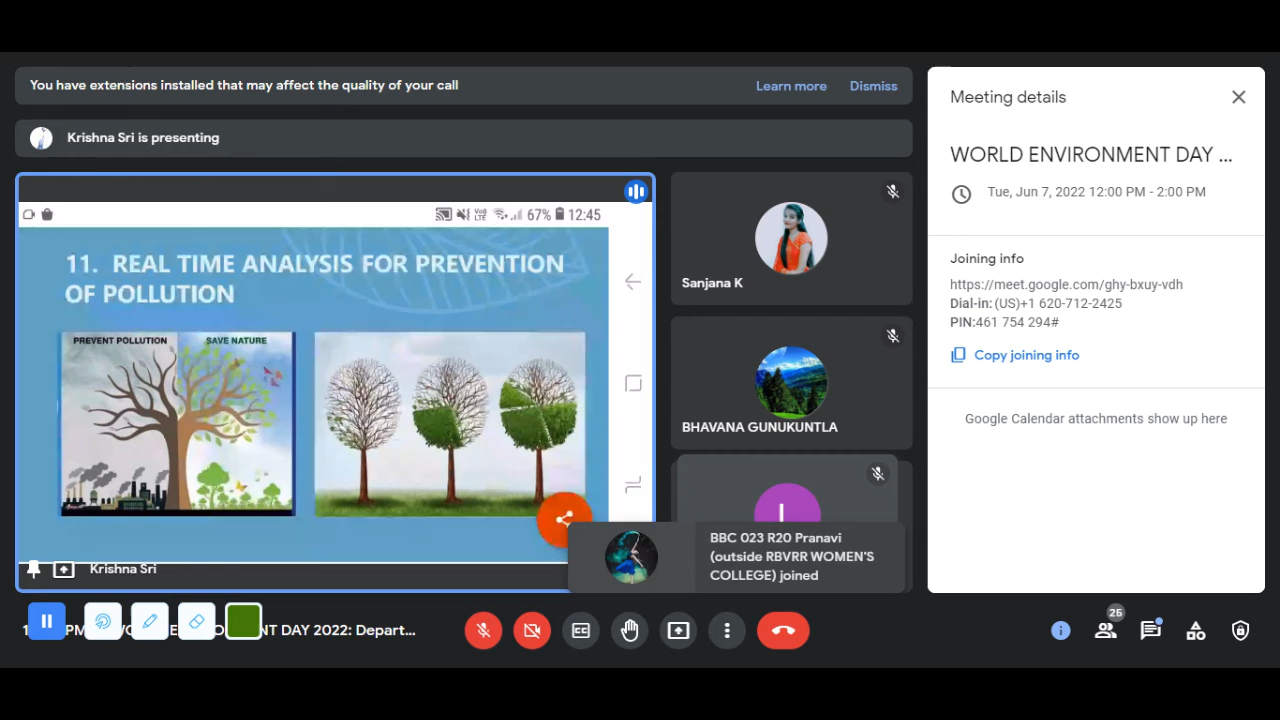 You have extensions installed that may affect the quality of your call
Learn more
Dismiss
Krishna Sri is presenting
67% 12:45
11. REAL TIME ANALYSIS FOR PREVENTION
OF POLLUTION
PREVENT POLLUTION
SAVE NATURE
Krishna Sri
Sanjana K
BHAVANA GUNUKUNTLA
L
BBC 023 R20 Pranavi
(outside RBVRR WOMEN'S
COLLEGE) joined
Meeting details
WORLD ENVIRONMENT DAY ...
Tue, Jun 7, 2022 12:00 PM - 2:00 PM
Joining info
https://meet.google.com/ghy-bxuy-vdh
Dial-in: (US)+1 620-712-2425
PIN:461 754 294#
Copy joining info
Google Calendar attachments show up here
NT DAY 2022: Depart...
25